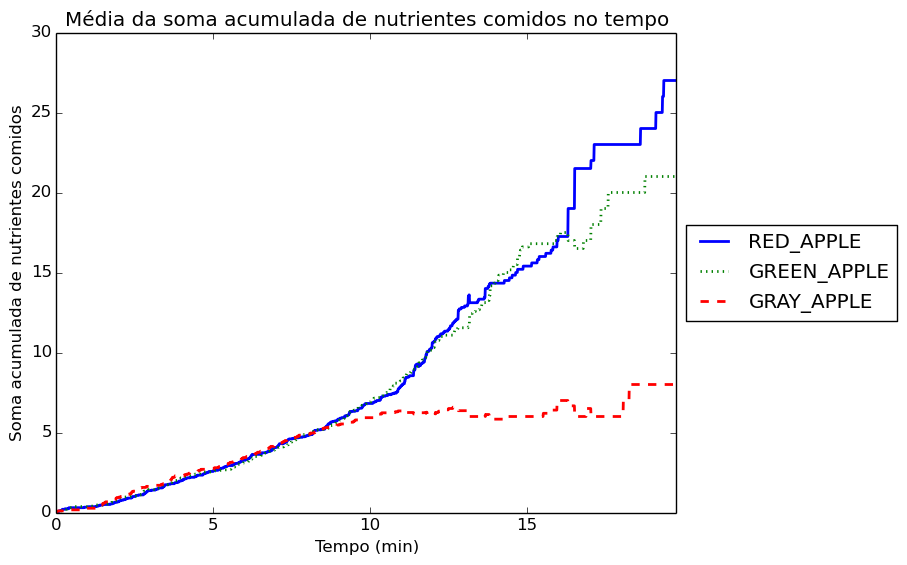 Média da soma acumulada de nutrientes comidos no tempo
Soma acumulada de nutrientes comidos
30
25
20
15
10
5
0
0 5 10 15
Tempo (min)
RED_APPLE
GREEN_APPLE
GRAY_APPLE